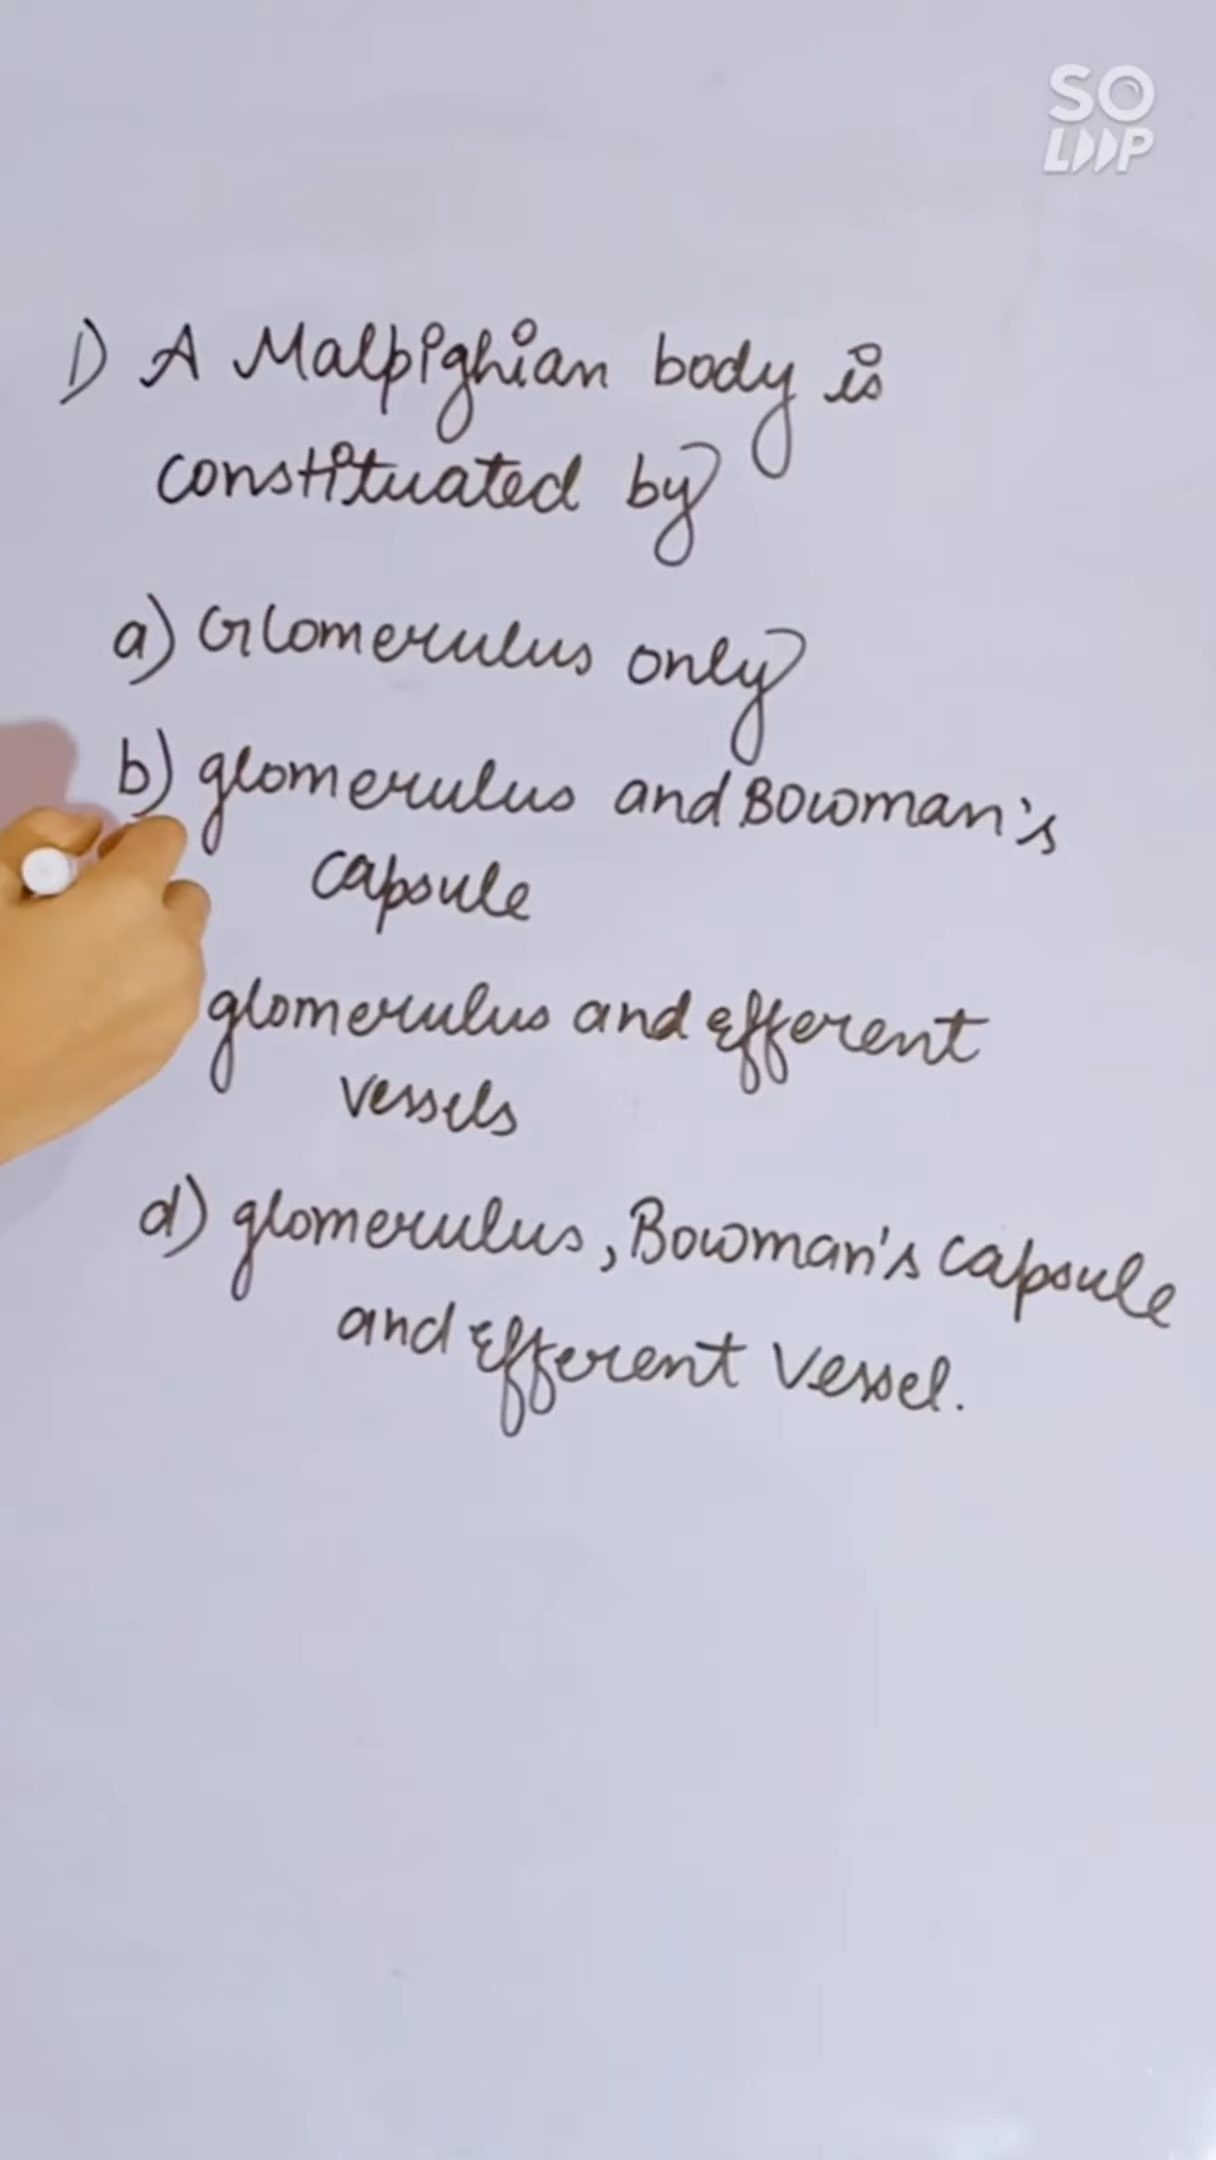 SO
LOOP
1) A Malpighian body is
constituated by
a) Glomerulus only
b) glomerulus and Bowman's
capsule
glomerulus and efferent
vessels
d) glomerulus, Bowman's capsule
and efferent vessel.